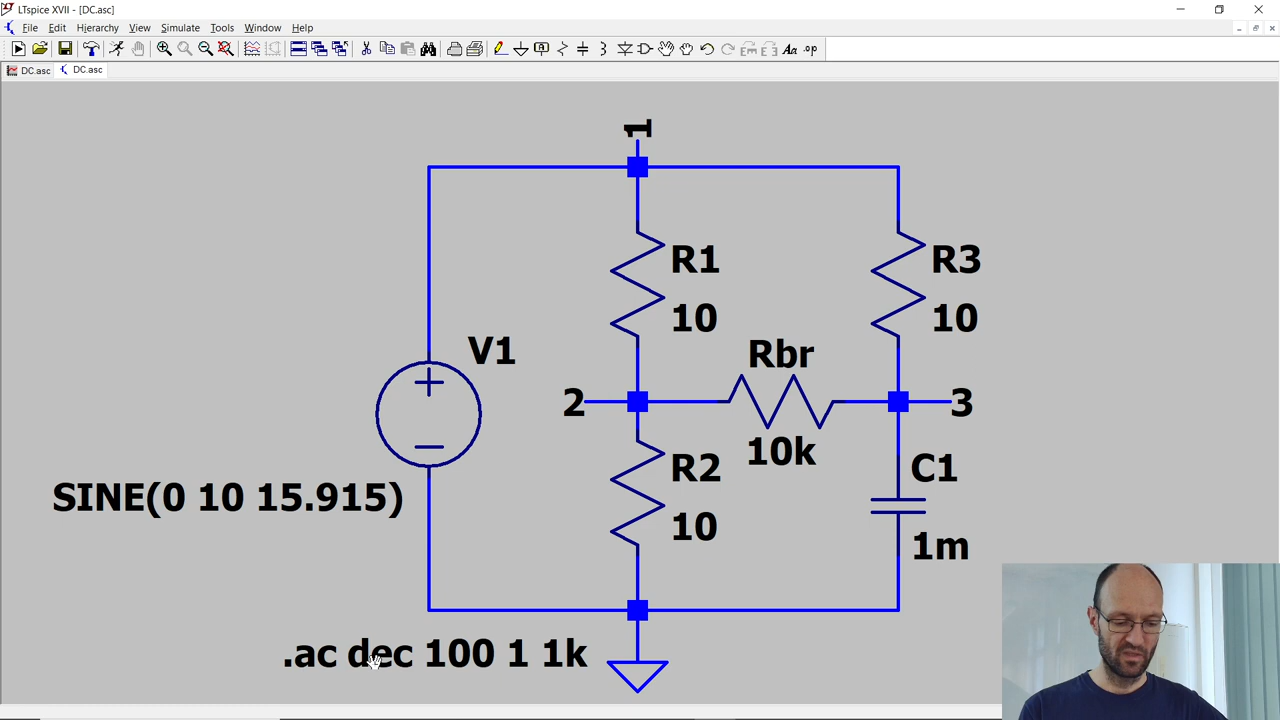 LTspice XVII - [DC.asc]
File Edit Hierarchy View Simulate Tools Window Help
Aa .op
DC.asc DC.asc
1
R1
10
R3
10
V1
Rbr
2
3
10k
R2
10
C1
1m
SINE(0 10 15.915)
.ac dec 100 1 1k